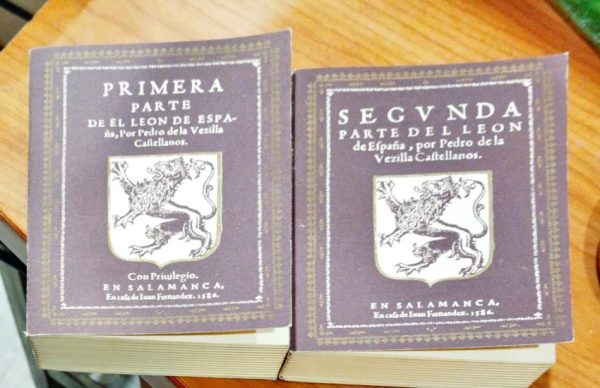 PRIMERA
PARTE
DE EL LEON DE ESPA-
ña, Por Pedro de la Vezilla
Caſtellanos.
Con Priuilegio.
EN SALAMANCA,
En caſa de Iuan Fernandez. 1586.
SEGVNDA
PARTE DEL LEON
de Eſpaña, por Pedro de la
Vezilla Caſtellanos.
EN SALAMANCA,
En caſa de Iuan Fernandez. 1586.